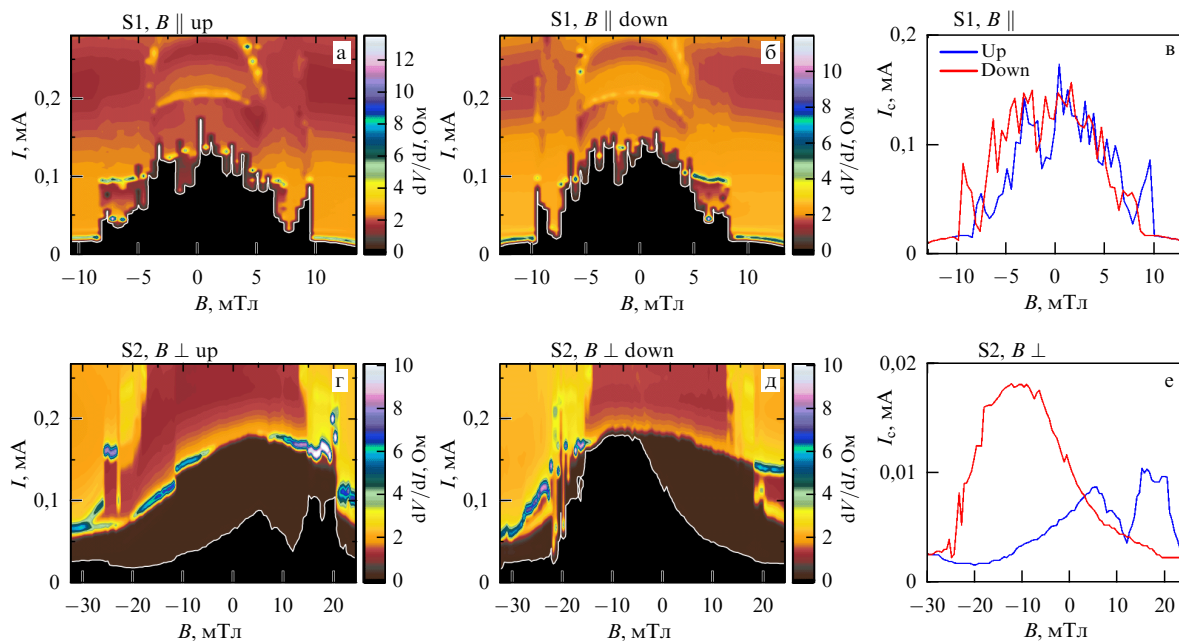 S1, B ∥ up
а
I, мА
0,2
0,1
0
−10 −5 0 5 10
B, мТл
12
10
8
6
4
2
0
dV/dI, Ом
S1, B ∥ down
б
I, мА
0,2
0,1
0
−10 −5 0 5 10
B, мТл
10
8
6
4
2
0
dV/dI, Ом
S1, B ∥
в
Up
Down
Ic, мА
0,2
0,1
0
−10 −5 0 5 10
B, мТл
S2, B ⊥ up
г
I, мА
0,2
0,1
0
−30 −20 −10 0 10 20
B, мТл
10
8
6
4
2
0
dV/dI, Ом
S2, B ⊥ down
д
I, мА
0,2
0,1
0
−30 −20 −10 0 10 20
B, мТл
10
8
6
4
2
0
dV/dI, Ом
S2, B ⊥
е
Ic, мА
0,02
0,01
0
−30 −20 −10 0 10 20
B, мТл